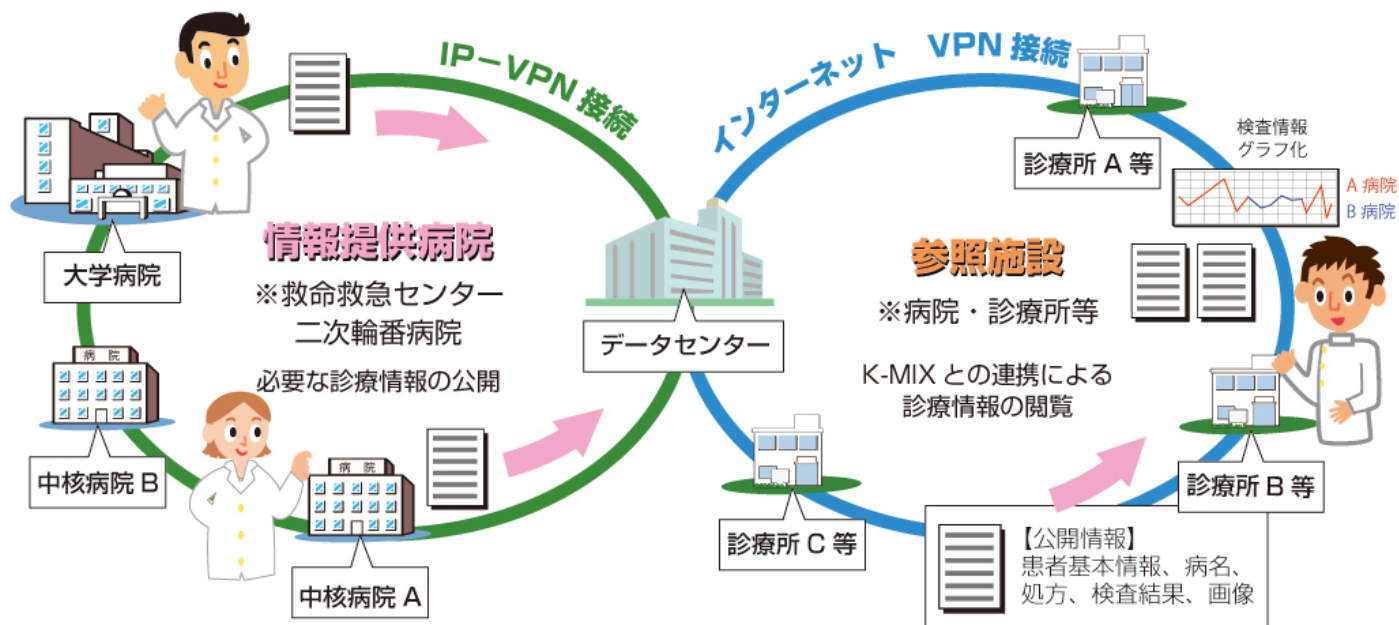 IP-VPN 接続
インターネット VPN 接続
大学病院
情報提供病院
※救命救急センター
二次輪番病院
必要な診療情報の公開
病 院
中核病院 B
病 院
中核病院 A
データセンター
診療所 A 等
検査情報
グラフ化
A 病院
B 病院
参照施設
※病院・診療所等
K-MIX との連携による
診療情報の閲覧
診療所 B 等
診療所 C 等
【公開情報】
患者基本情報、病名、
処方、検査結果、画像